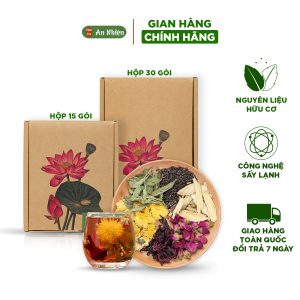 An Nhiên
GIAN HÀNG
CHÍNH HÃNG
HỘP 30 GÓI
HỘP 15 GÓI
NGUYÊN LIỆU
HỮU CƠ
CÔNG NGHỆ
SẤY LẠNH
GIAO HÀNG
TOÀN QUỐC
ĐỔI TRẢ 7 NGÀY